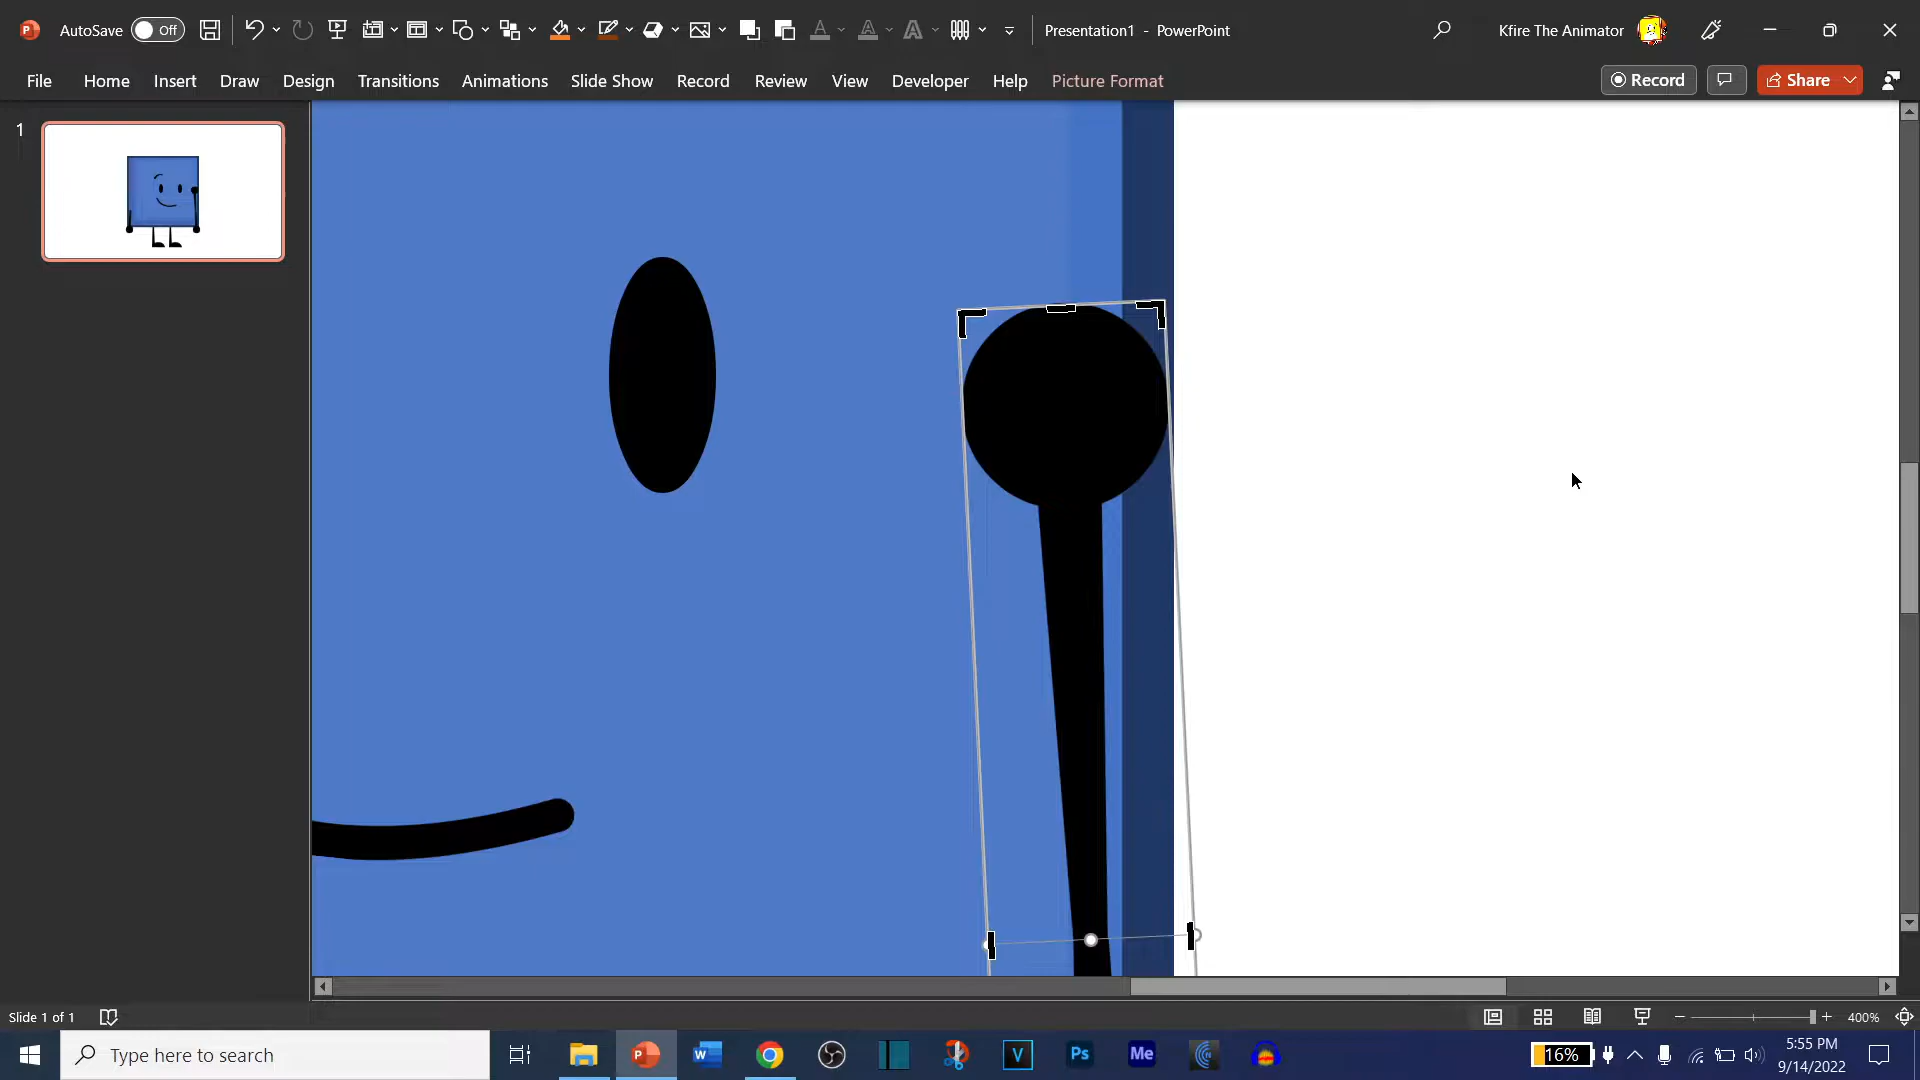 AutoSave Off Presentation1 - PowerPoint Kfire The Animator
File Home Insert Draw Design Transitions Animations Slide Show Record Review View Developer Help Picture Format Record Share
1
Slide 1 of 1 400%
Type here to search W V Ps Me 16% 5:55 PM
9/14/2022